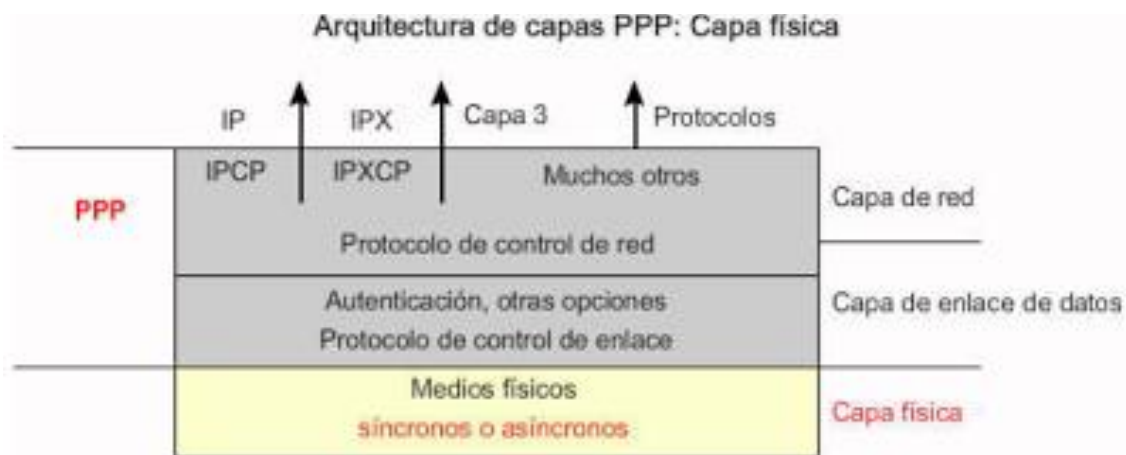 Arquitectura de capas PPP: Capa física
IP IPX Capa 3 Protocolos
IPCP IPXCP Muchos otros
PPP
Capa de red
Protocolo de control de red
Autenticación, otras opciones
Capa de enlace de datos
Protocolo de control de enlace
Medios físicos
síncronos o asíncronos
Capa física